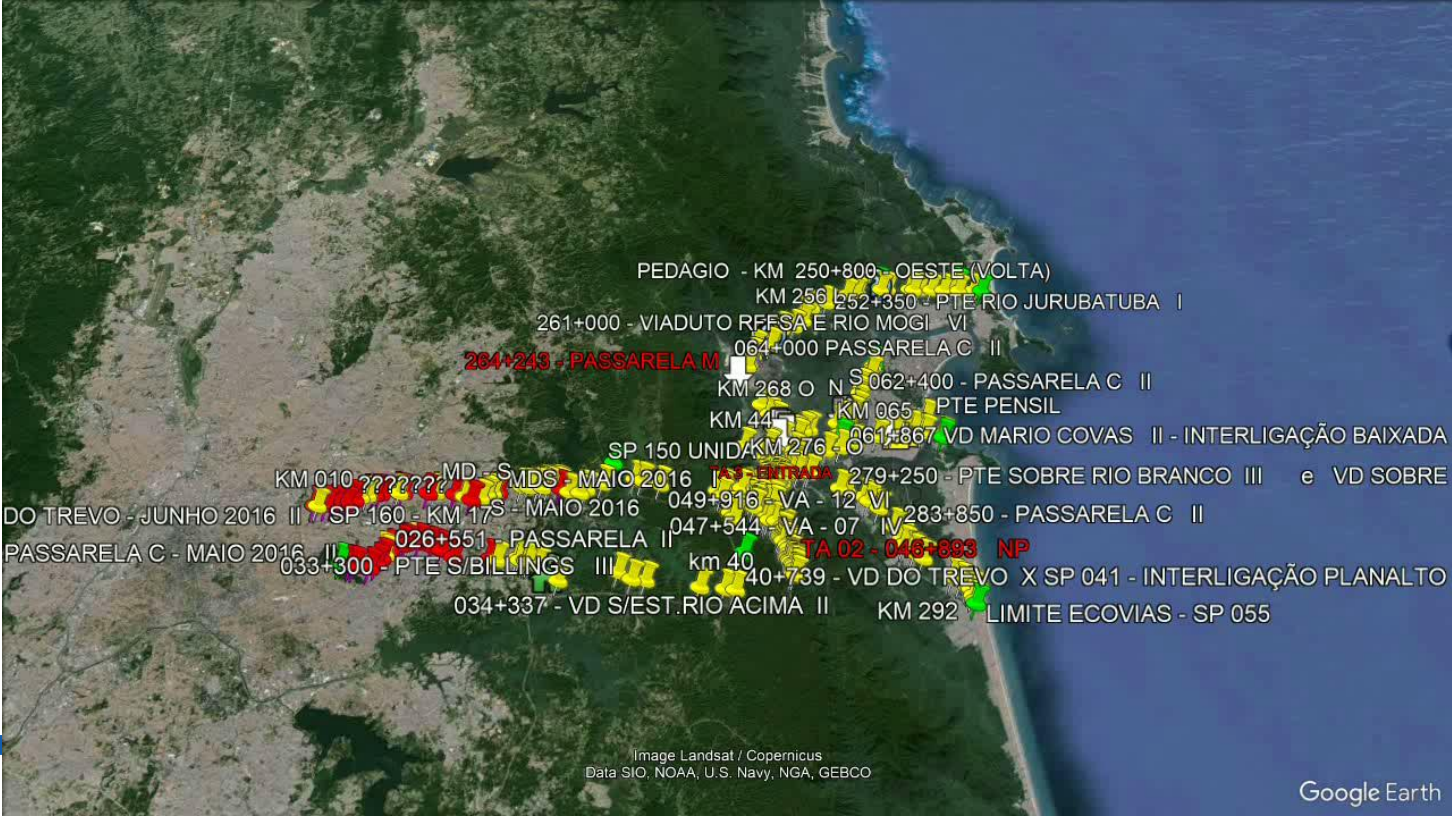 PEDAGIO - KM 250+800 - OESTE (VOLTA)
KM 256 L
252+350 - PTE RIO JURUBATUBA I
261+000 - VIADUTO RFFSA E RIO MOGI VI
064+000 PASSARELA C II
264+243 - PASSARELA M
KM 268 O N S
062+400 - PASSARELA C II
KM 065
PTE PENSIL
KM 44
061+867 VD MARIO COVAS II - INTERLIGAÇÃO BAIXADA
SP 150 UNIDA
KM 276 - O
TA 3 - ENTRADA
279+250 - PTE SOBRE RIO BRANCO III e VD SOBRE
KM 010 ???????
MD - S
MDS - MAIO 2016 I
049+916 - VA - 12 VI
DO TREVO - JUNHO 2016 II
SP 160 - KM 17
S - MAIO 2016
283+850 - PASSARELA C II
047+544 - VA - 07 IV
026+551 - PASSARELA II
TA 02 - 046+893 NP
PASSARELA C - MAIO 2016 II
033+300 - PTE S/BILLINGS III
km 40
40+739 - VD DO TREVO X SP 041 - INTERLIGAÇÃO PLANALTO
034+337 - VD S/EST.RIO ACIMA II
KM 292
LIMITE ECOVIAS - SP 055
Image Landsat / Copernicus
Data SIO, NOAA, U.S. Navy, NGA, GEBCO
Google Earth